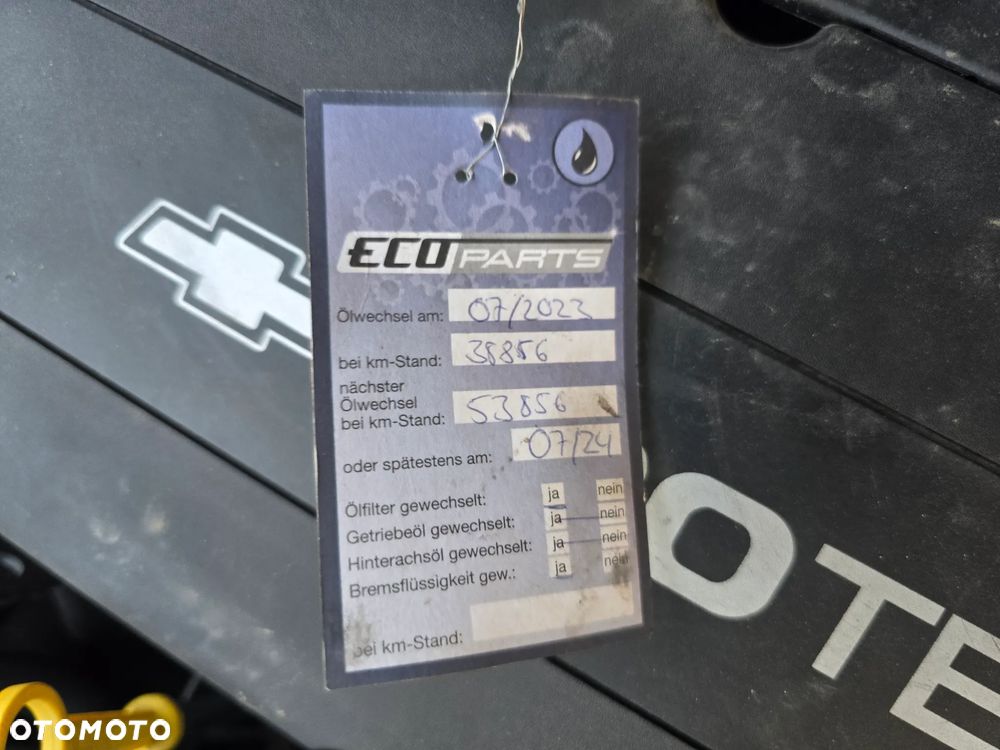 ECO PARTS
Ölwechsel am: 07/2023
bei km-Stand: 38856
nächster
Ölwechsel
bei km-Stand: 53856
oder spätestens am: 07/24
Ölfilter gewechselt: ja nein
Getriebeöl gewechselt: ja nein
Hinterachsöl gewechselt: ja nein
Bremsflüssigkeit gew.: ja nein
bei km-Stand:
OTE
OTOMOTO